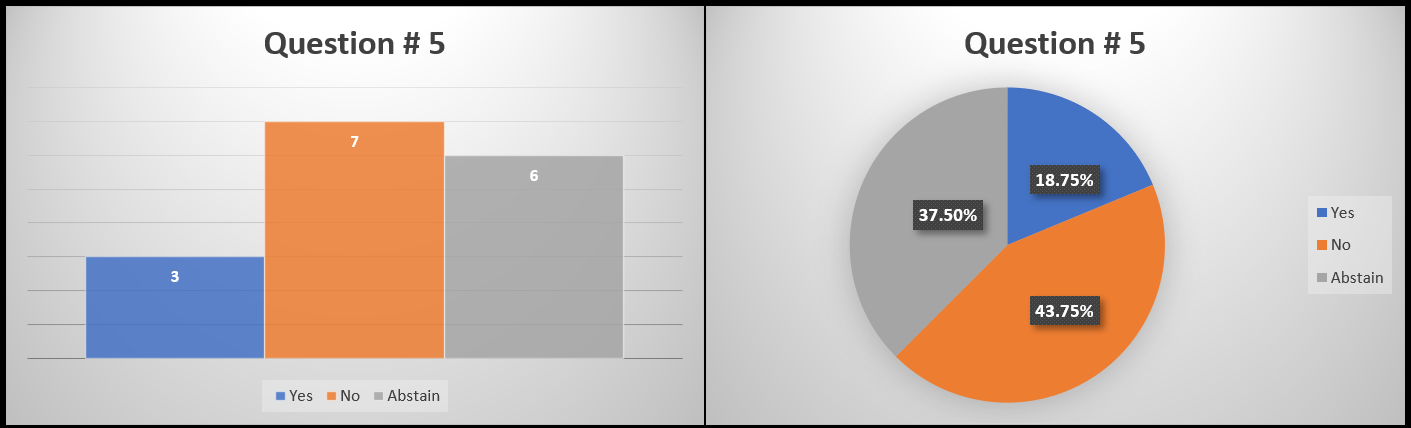 Question # 5
7
6
3
Yes No Abstain
Question # 5
18.75%
37.50%
43.75%
Yes
No
Abstain